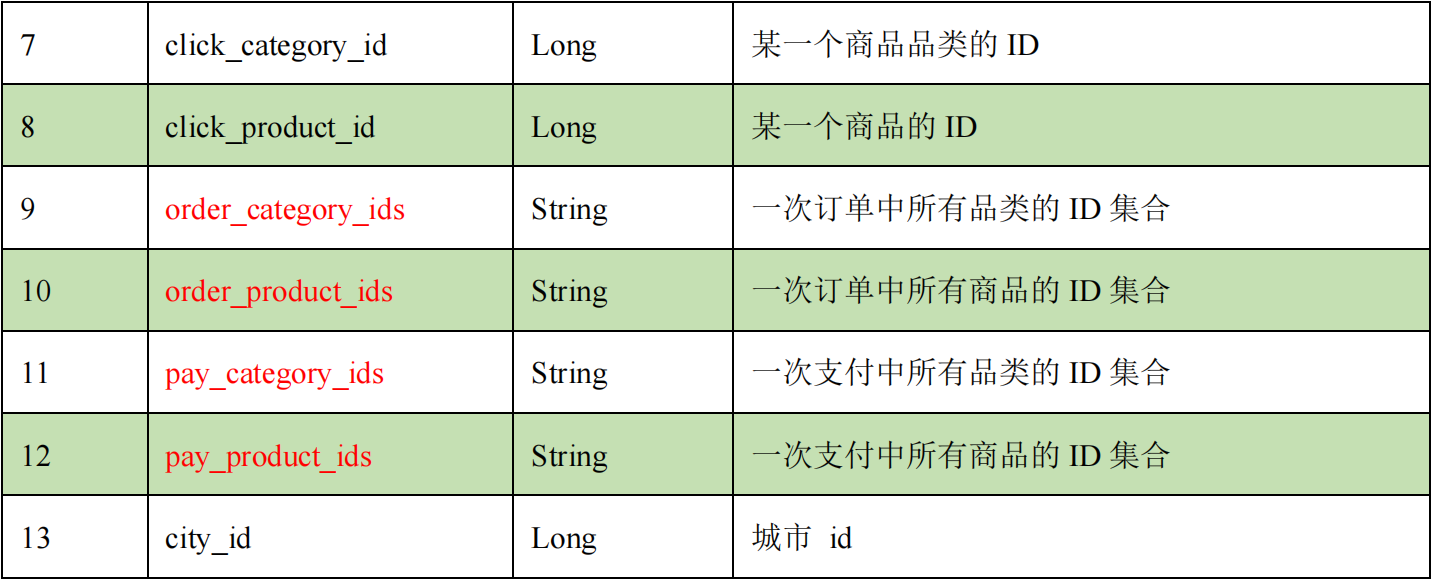 7 click_category_id Long 某一个商品品类的 ID
8 click_product_id Long 某一个商品的 ID
9 order_category_ids String 一次订单中所有品类的 ID 集合
10 order_product_ids String 一次订单中所有商品的 ID 集合
11 pay_category_ids String 一次支付中所有品类的 ID 集合
12 pay_product_ids String 一次支付中所有商品的 ID 集合
13 city_id Long 城市 id